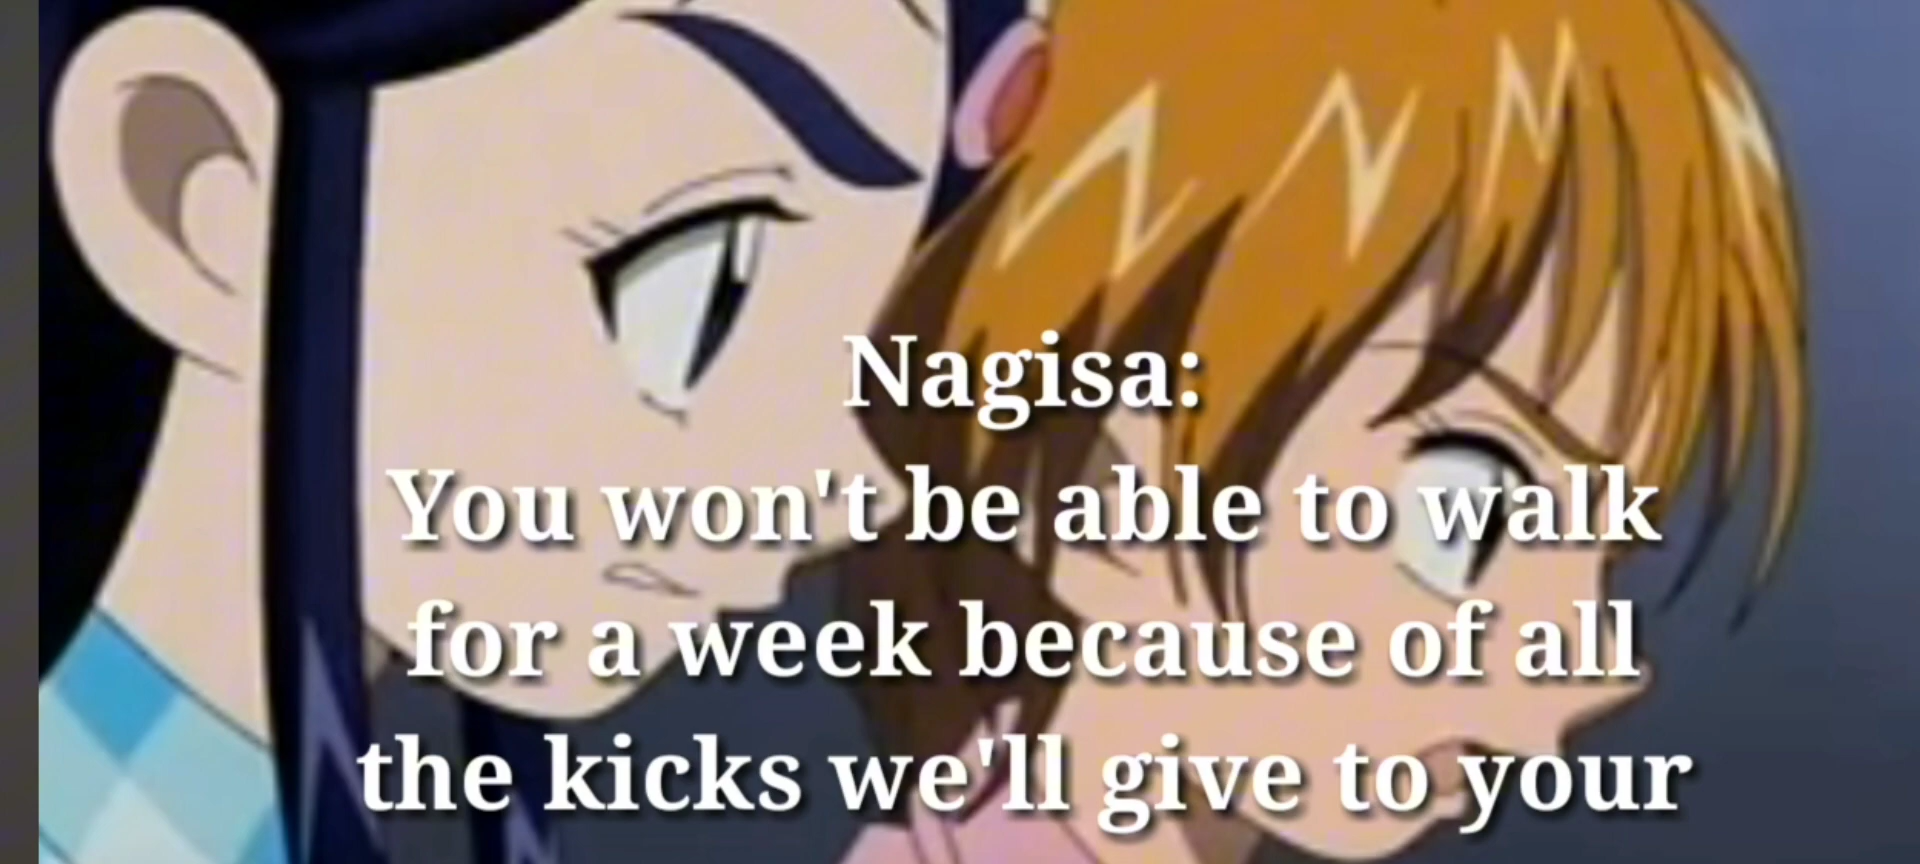 Nagisa:
You won't be able to walk
for a week because of all
the kicks we'll give to your